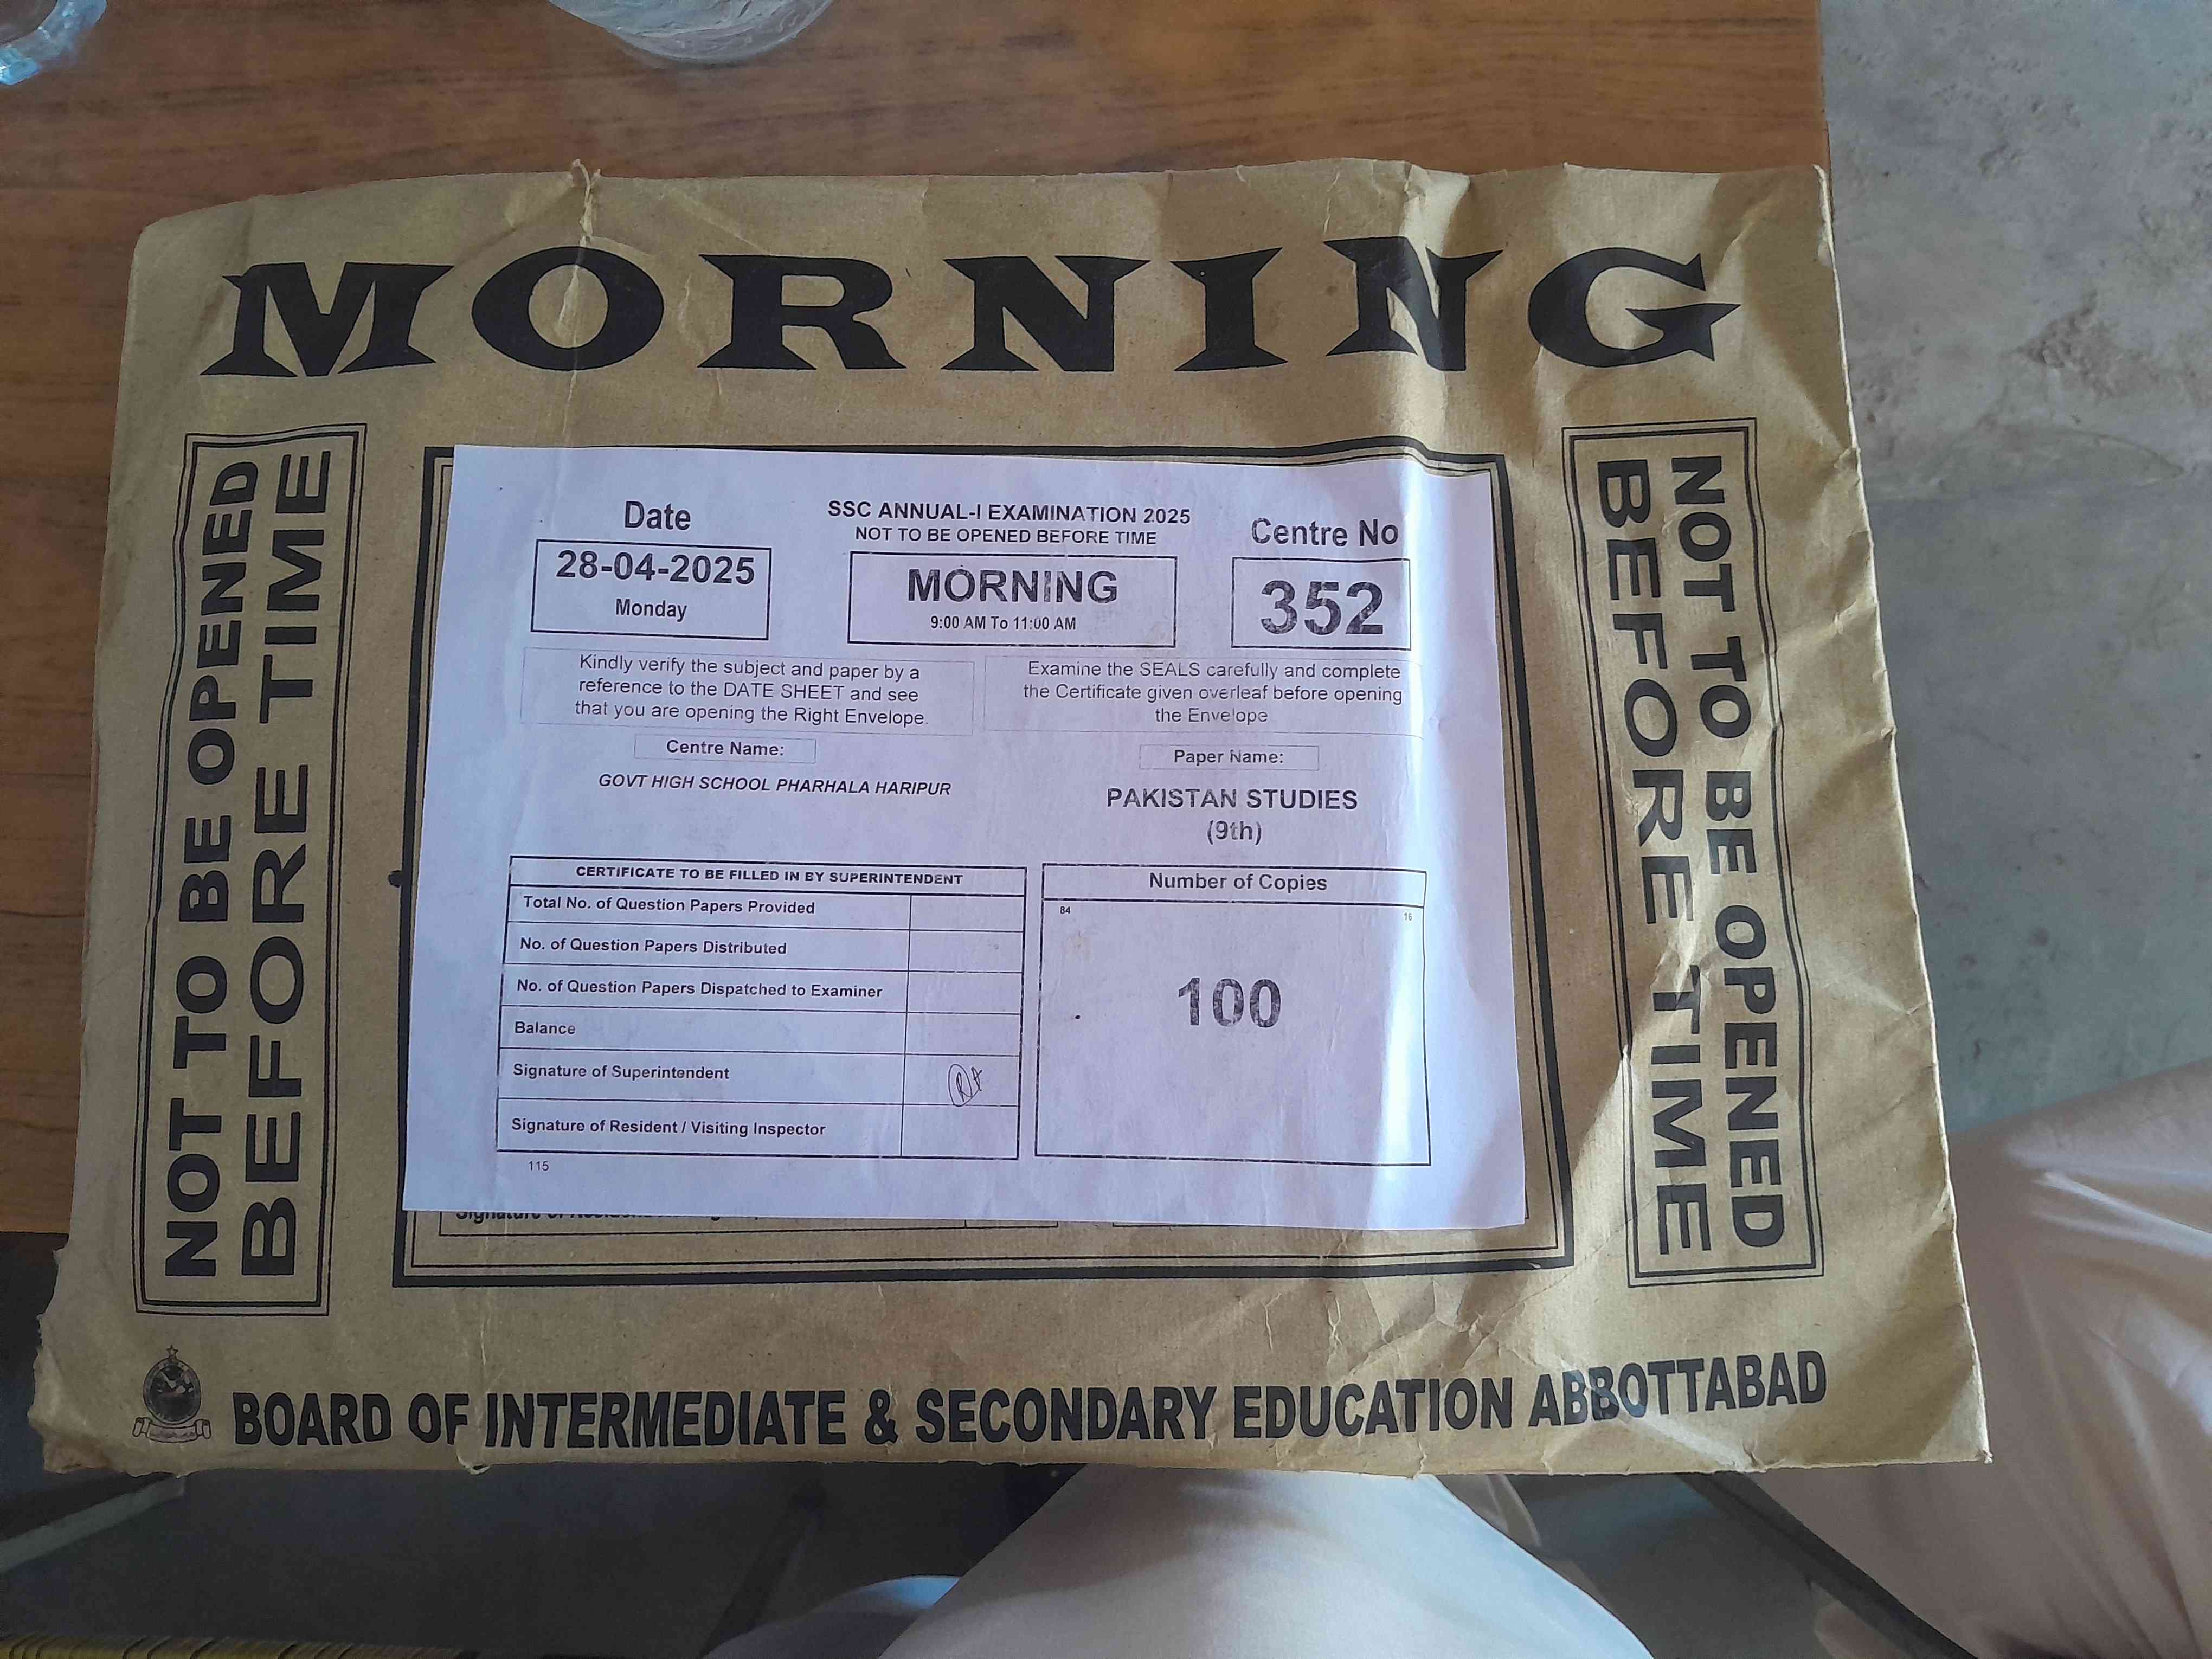 MORNING
NOT TO BE OPENED
BEFORE TIME
Date
28-04-2025
Monday
SSC ANNUAL-I EXAMINATION 2025
NOT TO BE OPENED BEFORE TIME
MORNING
9:00 AM To 11:00 AM
Centre No
352
Kindly verify the subject and paper by a
reference to the DATE SHEET and see
that you are opening the Right Envelope.
Examine the SEALS carefully and complete
the Certificate given overleaf before opening
the Envelope
Centre Name:
GOVT HIGH SCHOOL PHARHALA HARIPUR
Paper Name:
PAKISTAN STUDIES
(9th)
CERTIFICATE TO BE FILLED IN BY SUPERINTENDENT
Total No. of Question Papers Provided
No. of Question Papers Distributed
No. of Question Papers Dispatched to Examiner
Balance
Signature of Superintendent
Signature of Resident / Visiting Inspector
115
Number of Copies
84 16
100
NOT TO BE OPENED
BEFORE TIME
BOARD OF INTERMEDIATE & SECONDARY EDUCATION ABBOTTABAD